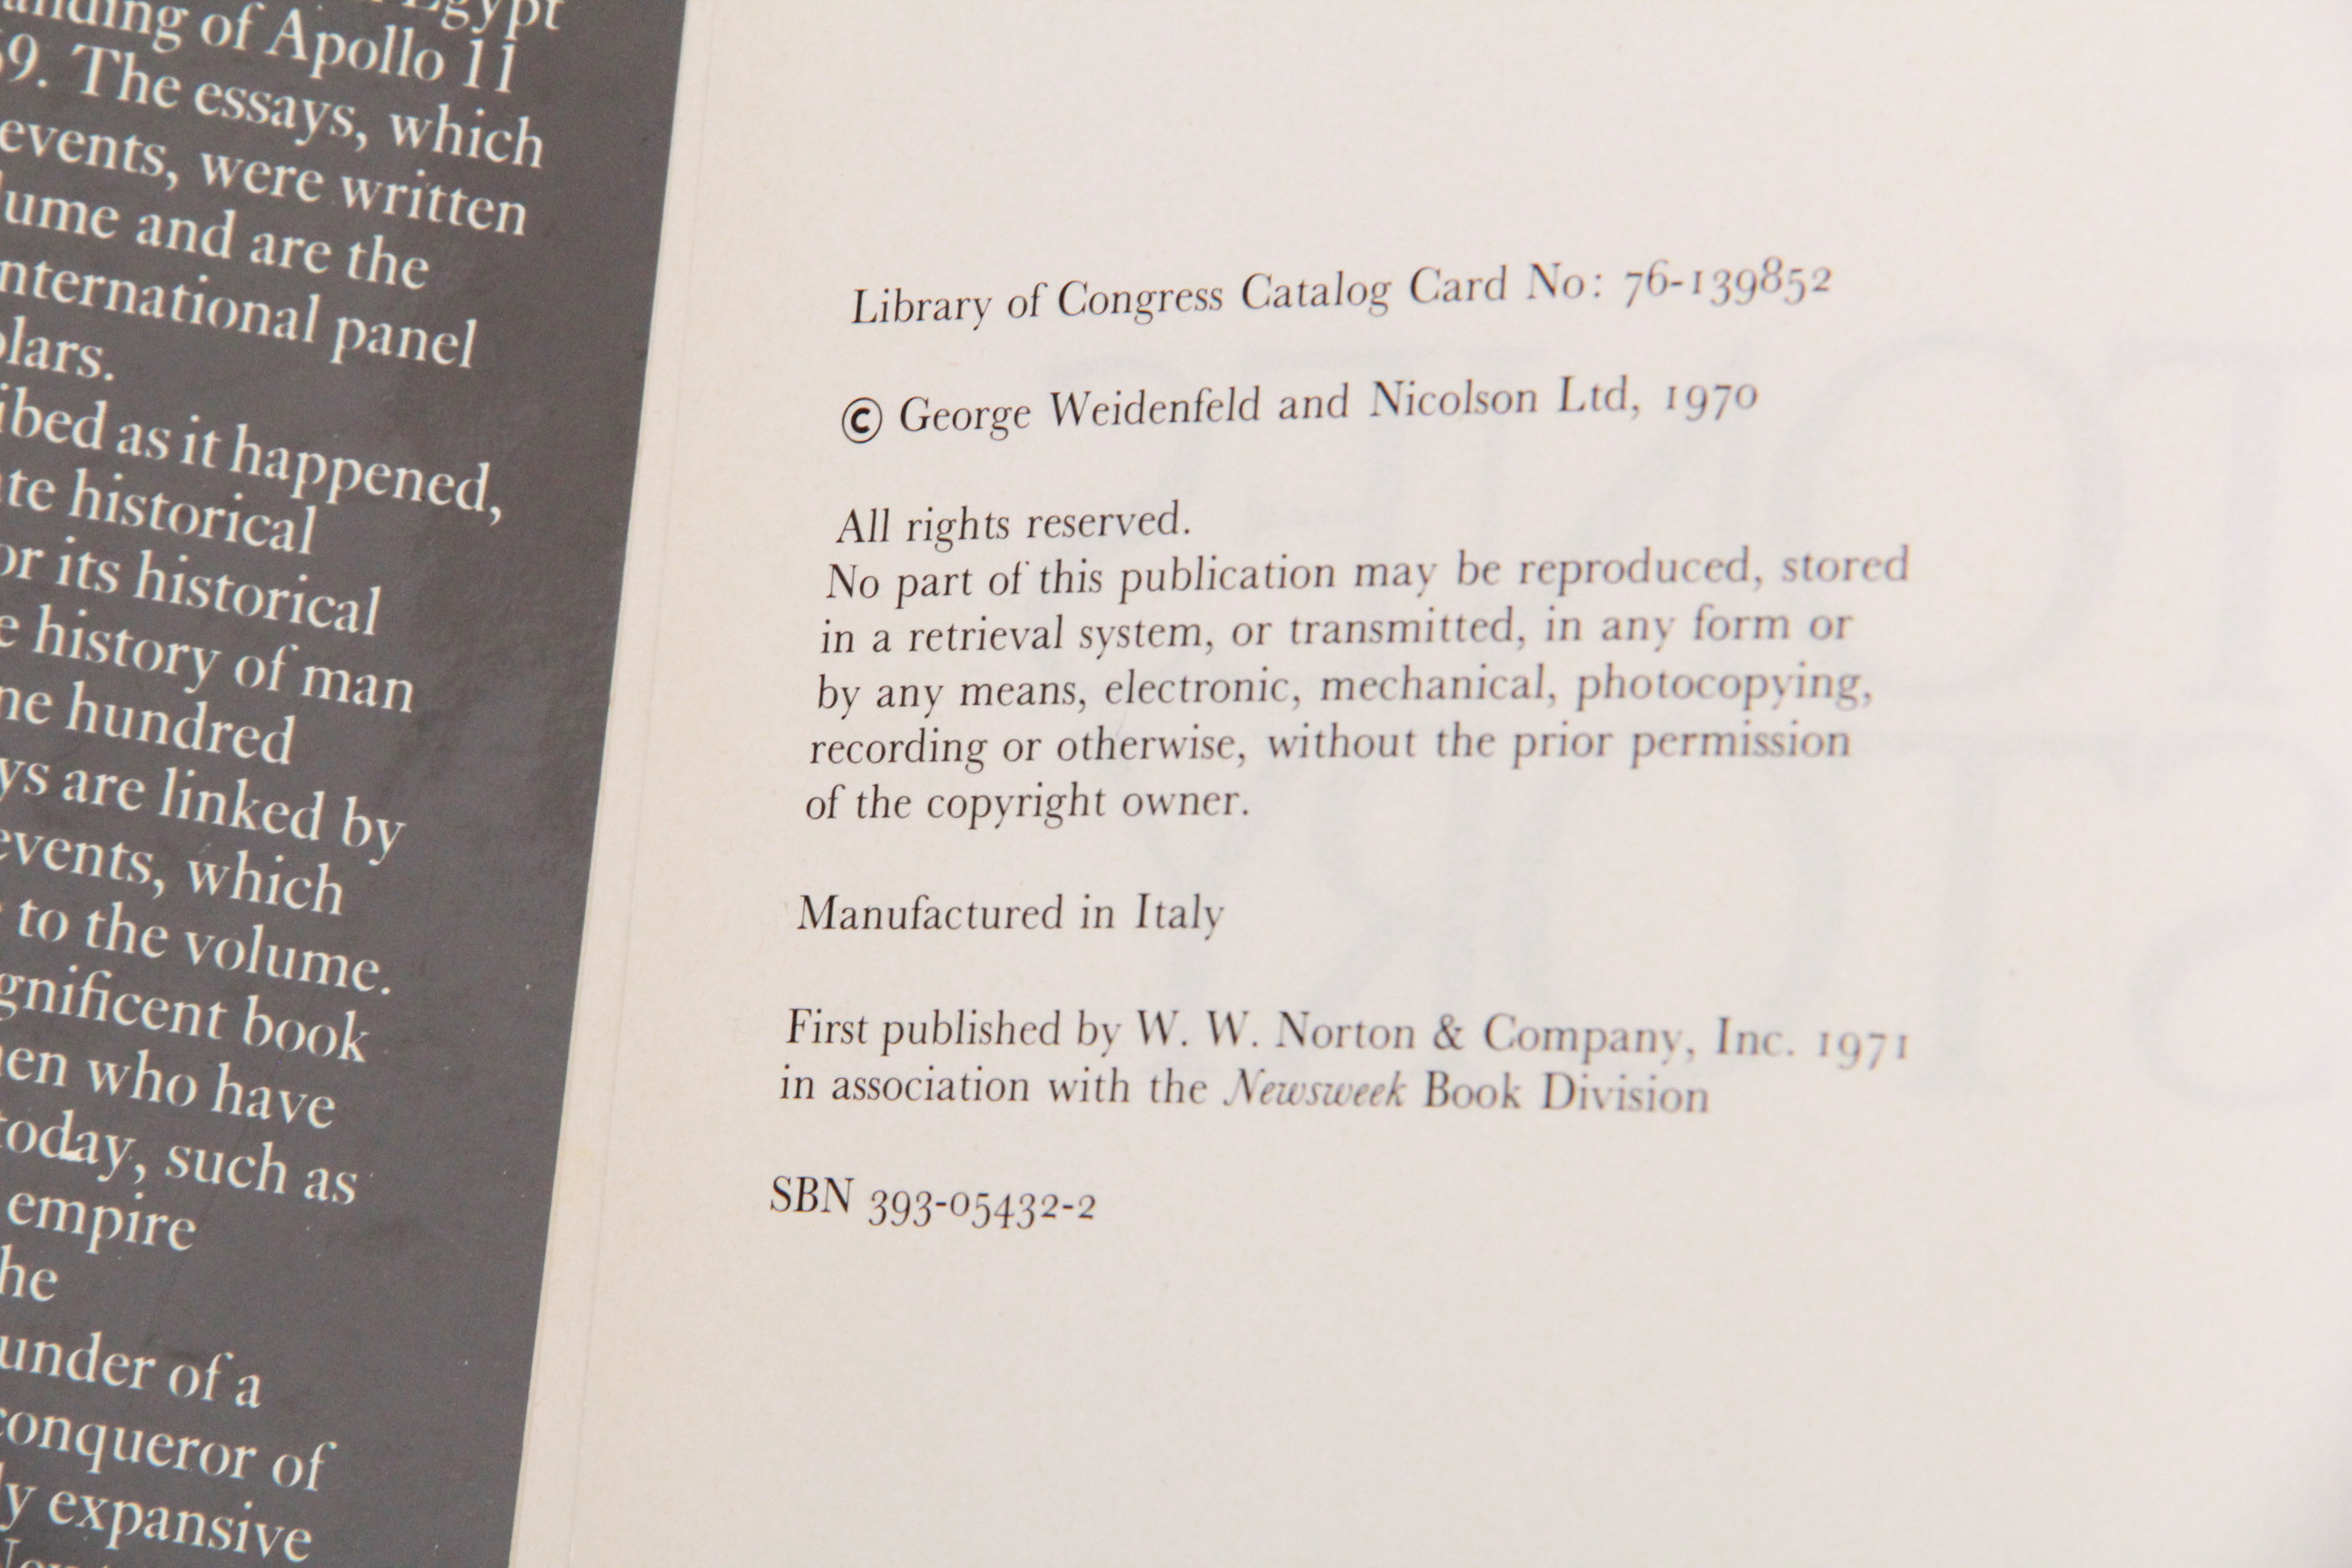 Egypt
nding of Apollo 11
9. The essays, which
events, were written
ume and are the
nternational panel
lars.
ibed as it happened,
te historical
or its historical
e history of man
ne hundred
ys are linked by
events, which
to the volume.
gnificent book
en who have
today, such as
empire
he
under of a
conqueror of
ly expansive
Library of Congress Catalog Card No: 76-139852
© George Weidenfeld and Nicolson Ltd, 1970
All rights reserved.
No part of this publication may be reproduced, stored
in a retrieval system, or transmitted, in any form or
by any means, electronic, mechanical, photocopying,
recording or otherwise, without the prior permission
of the copyright owner.
Manufactured in Italy
First published by W. W. Norton & Company, Inc. 1971
in association with the Newsweek Book Division
SBN 393-05432-2